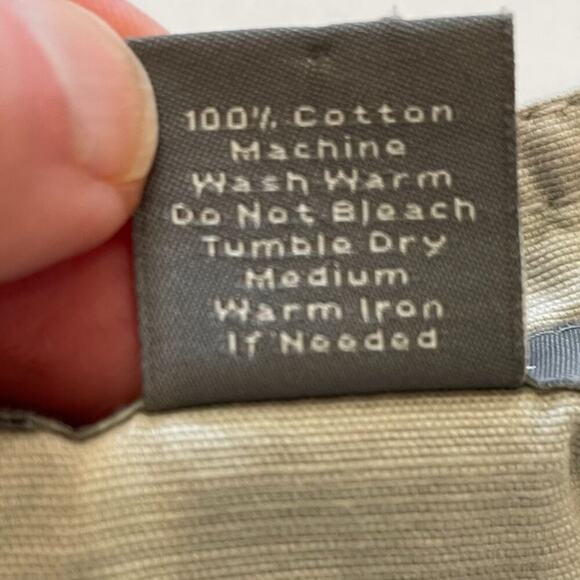 100% Cotton
Machine
Wash Warm
Do Not Bleach
Tumble Dry
Medium
Warm Iron
If Needed